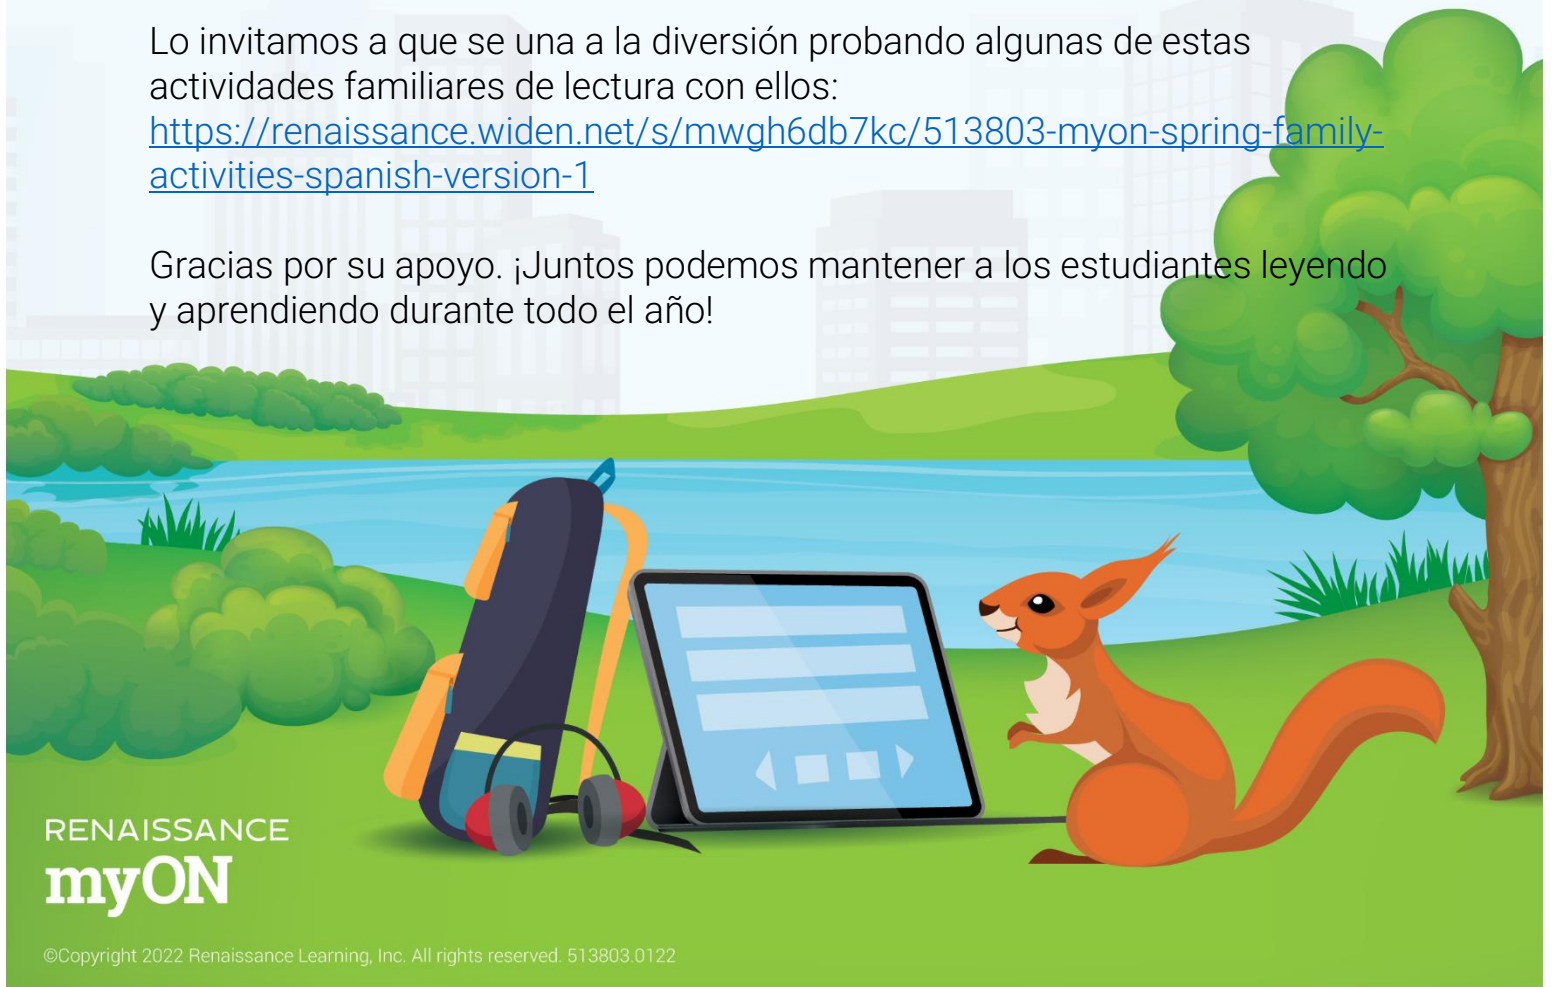 Lo invitamos a que se una a la diversión probando algunas de estas
actividades familiares de lectura con ellos:
https://renaissance.widen.net/s/mwgh6db7kc/513803-myon-spring-family-
activities-spanish-version-1
Gracias por su apoyo. ¡Juntos podemos mantener a los estudiantes leyendo
y aprendiendo durante todo el año!
RENAISSANCE
myON
©Copyright 2022 Renaissance Learning, Inc. All rights reserved. 513803.0122